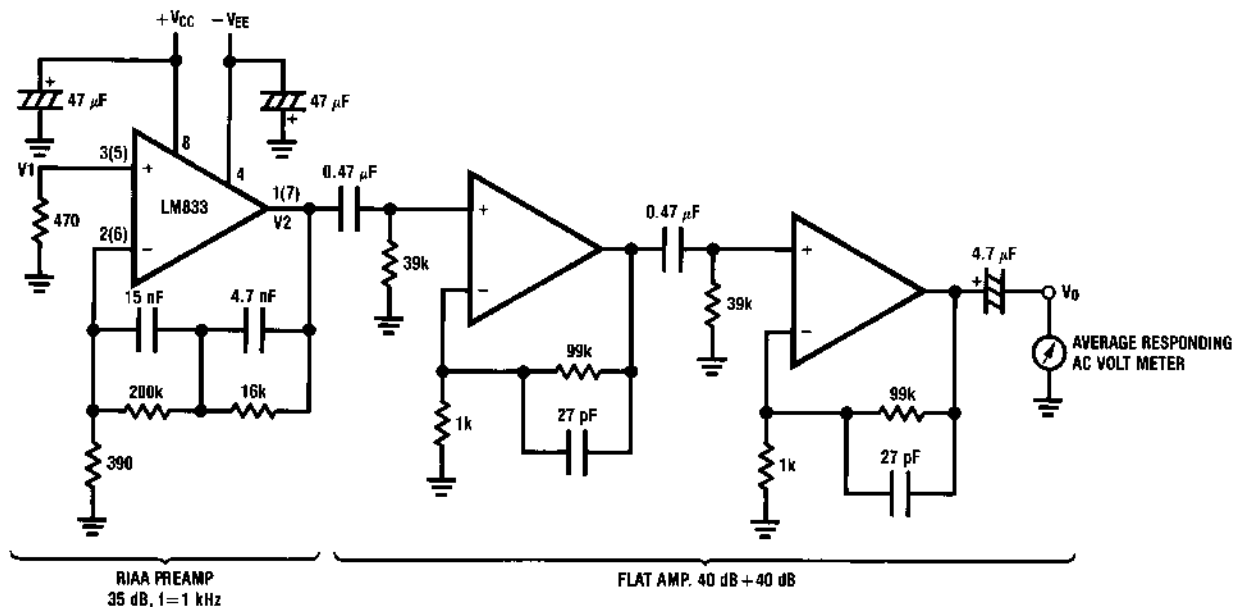 +VCC −VEE
47 μF
47 μF
8
3(5)
V1
+
4
0.47 μF
1(7)
LM833
V2
470
2(6)
−
+
0.47 μF
39k
−
+
4.7 μF
+
V0
15 nF
4.7 nF
39k
−
AVERAGE RESPONDING
AC VOLT METER
200k
16k
99k
1k
27 pF
99k
390
1k
27 pF
RIAA PREAMP
35 dB, f=1 kHz
FLAT AMP. 40 dB+40 dB